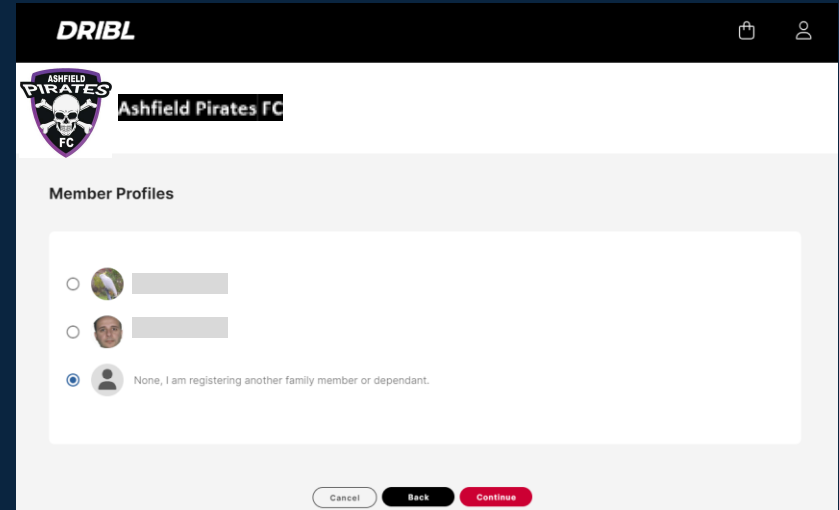 DRIBL
ASHFIELD
PIRATES
FC
Ashfield Pirates FC
Member Profiles
None, I am registering another family member or dependant.
Cancel
Back
Continue